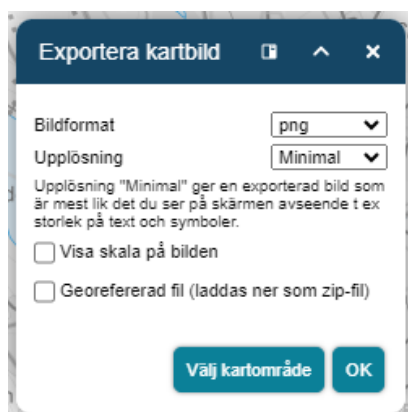 Exportera kartbild
Bildformat
png
Upplösning
Minimal
Upplösning "Minimal" ger en exporterad bild som
är mest lik det du ser på skärmen avseende t ex
storlek på text och symboler.
Visa skala på bilden
Georefererad fil (laddas ner som zip-fil)
Välj kartområde
OK